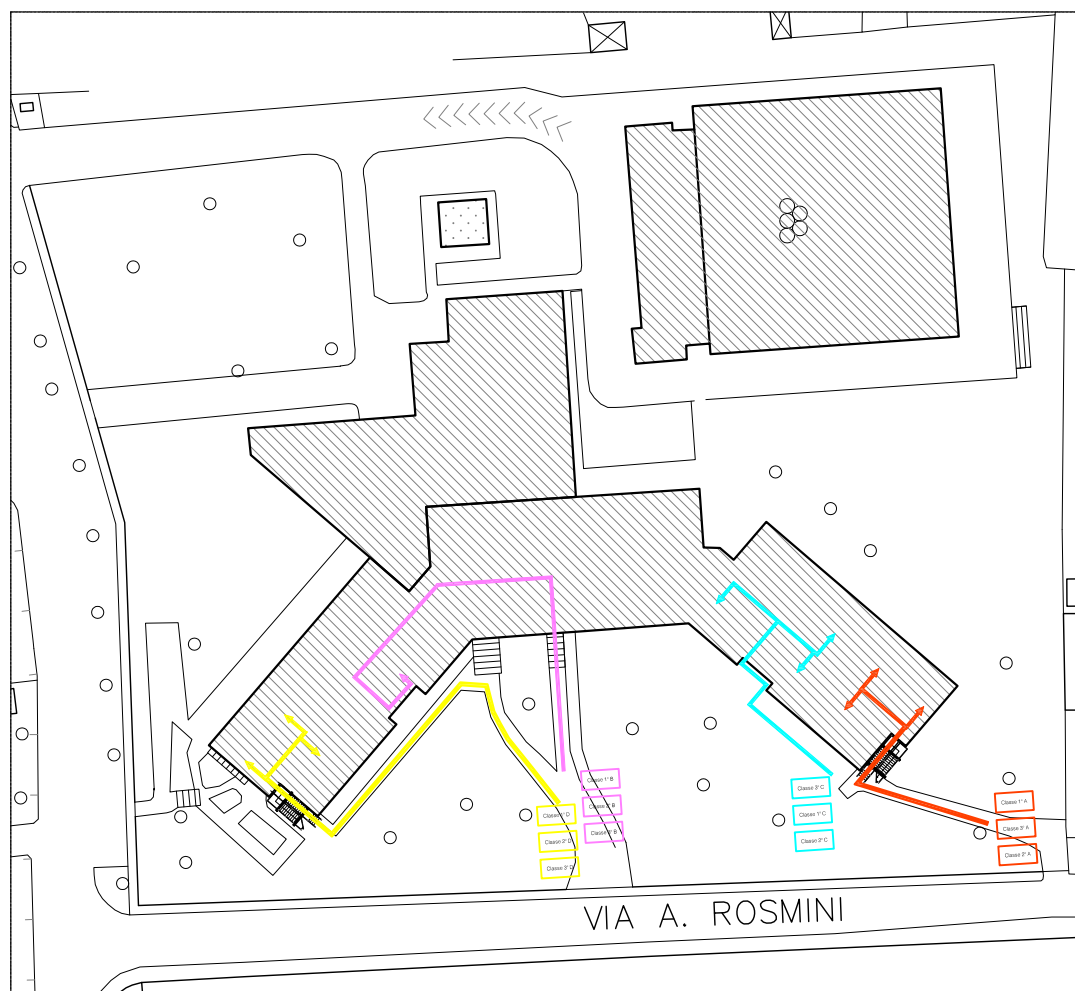 Classe 1° B
Classe 2° B
Classe 3° B
Classe 1° D
Classe 2° D
Classe 3° D
Classe 3° C
Classe 1° C
Classe 2° C
Classe 1° A
Classe 3° A
Classe 2° A
VIA A. ROSMINI